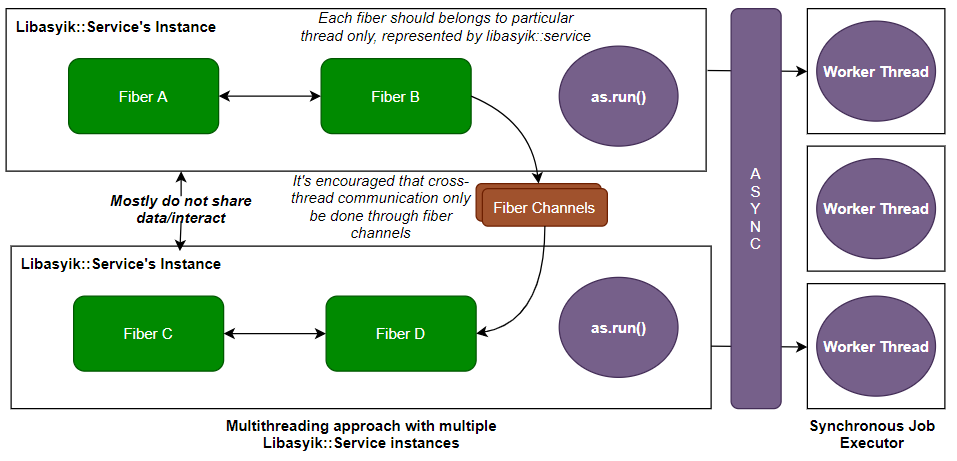 Libasyik::Service's Instance
Each fiber should belongs to particular
thread only, represented by libasyik::service
Fiber A
Fiber B
as.run()
Worker Thread
Mostly do not share
data/interact
It's encouraged that cross-
thread communication only
be done through fiber
channels
Fiber Channels
A
S
Y
N
C
Worker Thread
Libasyik::Service's Instance
Fiber C
Fiber D
as.run()
Worker Thread
Multithreading approach with multiple
Libasyik::Service instances
Synchronous Job
Executor